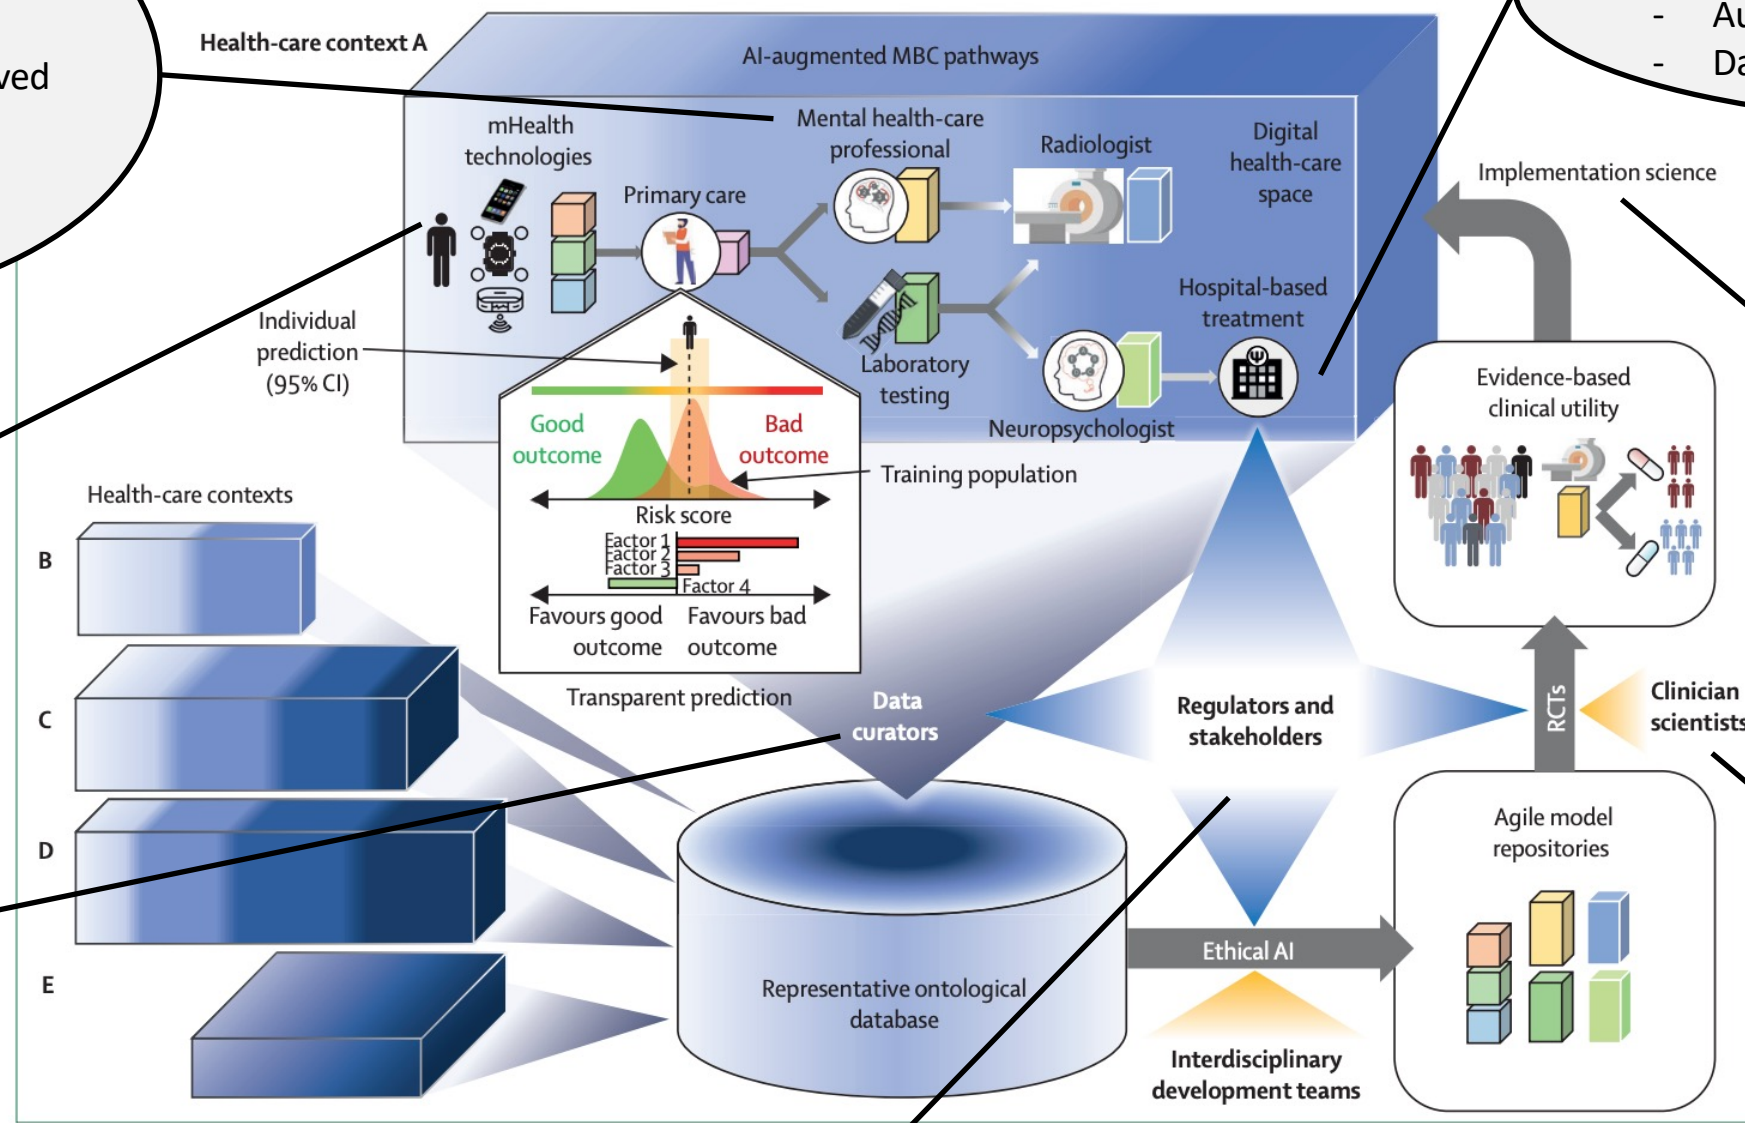 ved
- Au
- Da
Health-care context A
AI-augmented MBC pathways
mHealth
technologies
Primary care
Mental health-care
professional
Radiologist
Digital
health-care
space
Implementation science
Hospital-based
treatment
Laboratory
testing
Neuropsychologist
Individual
prediction
(95% CI)
Good
outcome
Bad
outcome
Training population
Risk score
Factor 1
Factor 2
Factor 3
Factor 4
Favours good
outcome
Favours bad
outcome
Transparent prediction
Evidence-based
clinical utility
Health-care contexts
B
C
D
E
Data
curators
Regulators and
stakeholders
RCTs
Clinician
scientists
Agile model
repositories
Ethical AI
Representative ontological
database
Interdisciplinary
development teams